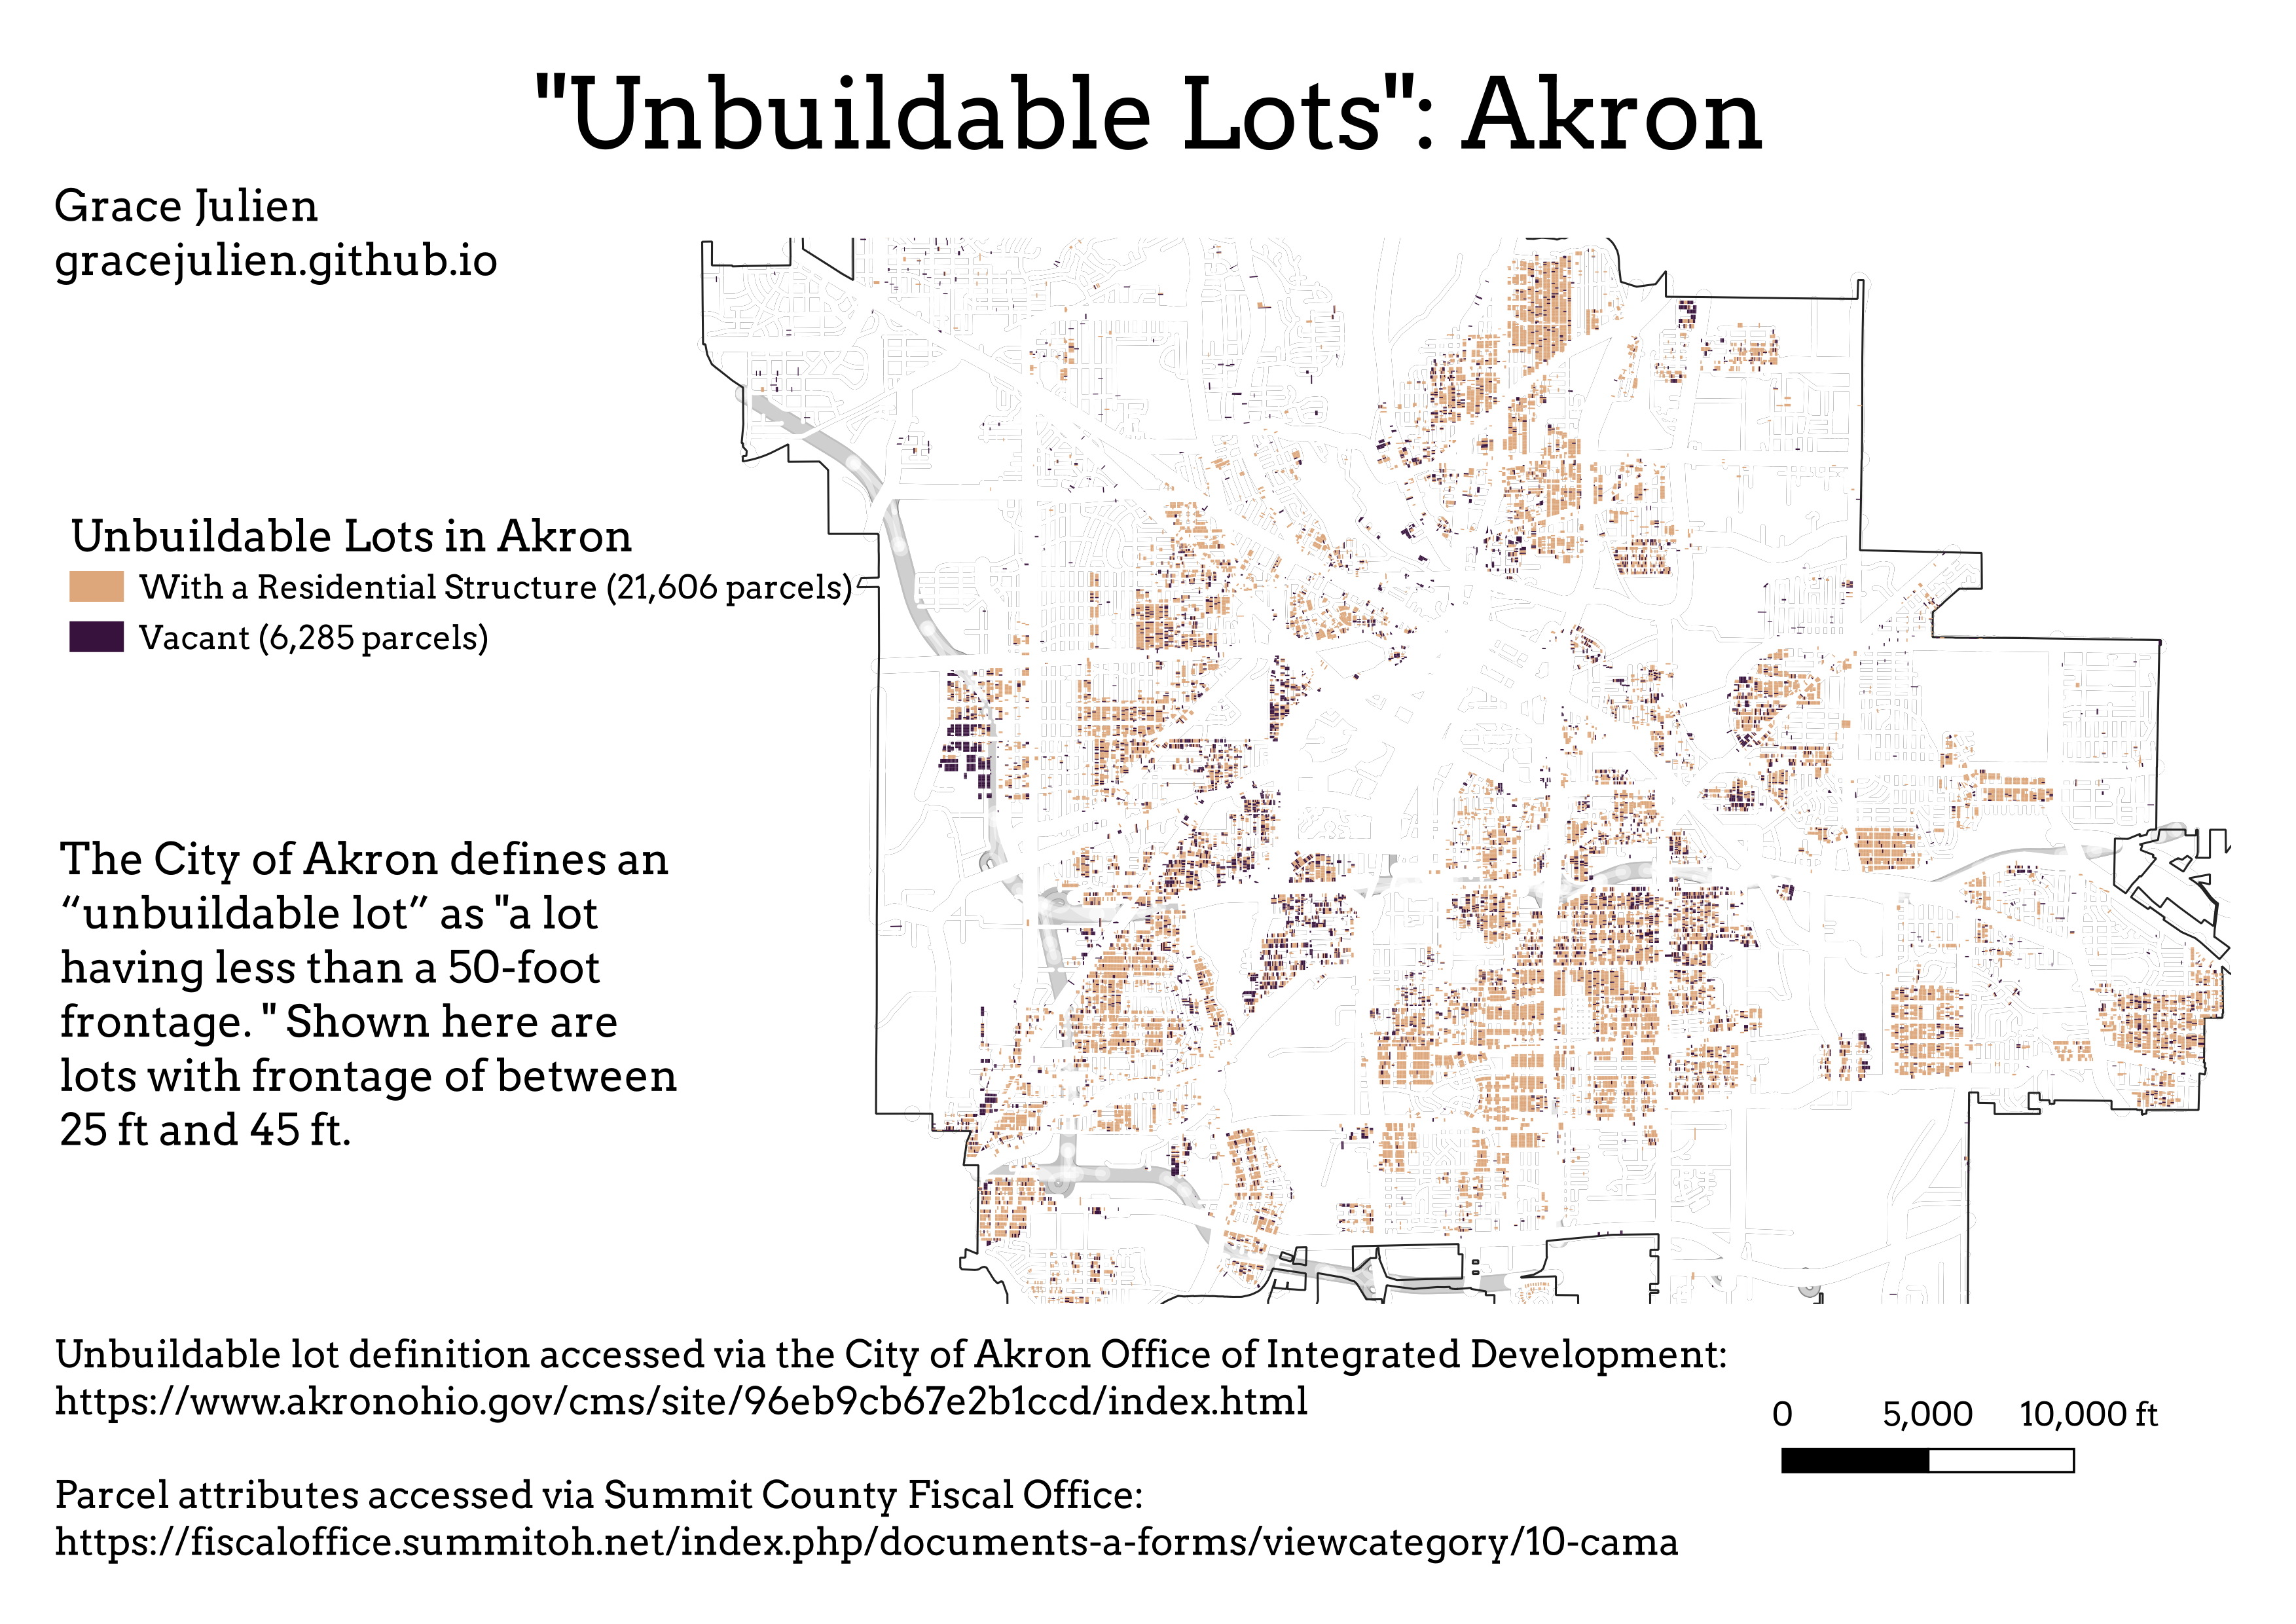 "Unbuildable Lots": Akron
Grace Julien
gracejulien.github.io
Unbuildable Lots in Akron
With a Residential Structure (21,606 parcels)
Vacant (6,285 parcels)
The City of Akron defines an
“unbuildable lot” as "a lot
having less than a 50-foot
frontage. " Shown here are
lots with frontage of between
25 ft and 45 ft.
Unbuildable lot definition accessed via the City of Akron Office of Integrated Development:
https://www.akronohio.gov/cms/site/96eb9cb67e2b1ccd/index.html
0 5,000 10,000 ft
Parcel attributes accessed via Summit County Fiscal Office:
https://fiscaloffice.summitoh.net/index.php/documents-a-forms/viewcategory/10-cama